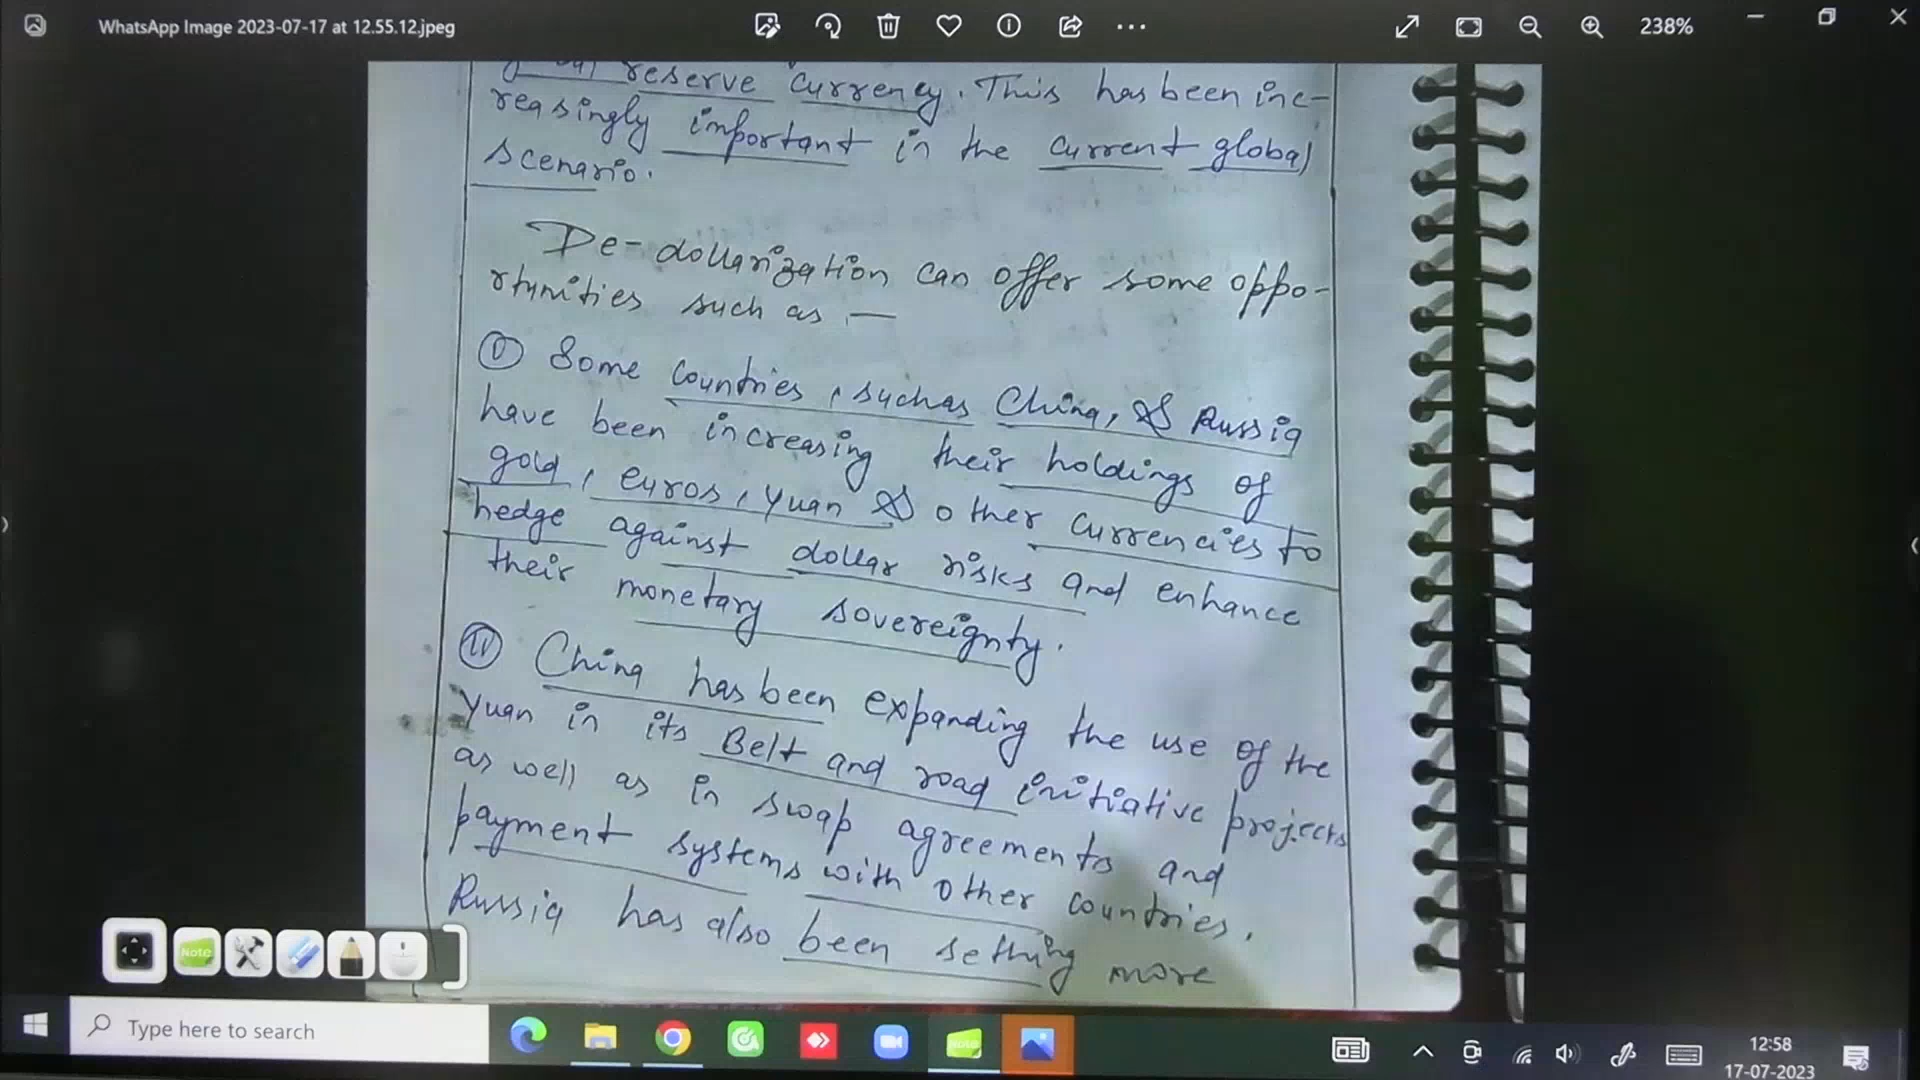 WhatsApp Image 2023-07-17 at 12.55.12.jpeg
238%
reserve currency. This has been inc-
reasingly important in the current global
scenario.
De-dollarization can offer some oppo-
rtunities such as —
(I) Some countries, such as China, & Russia
have been increasing their holdings of
gold, euros, yuan & other currencies to
hedge against dollar risks and enhance
their monetary sovereignty.
(II) China has been expanding the use of the
Yuan in its Belt and road initiative projects
as well as in swap agreements and
payment systems with other countries.
Russia has also been setting more
Note
Type here to search
Note
12:58
17-07-2023